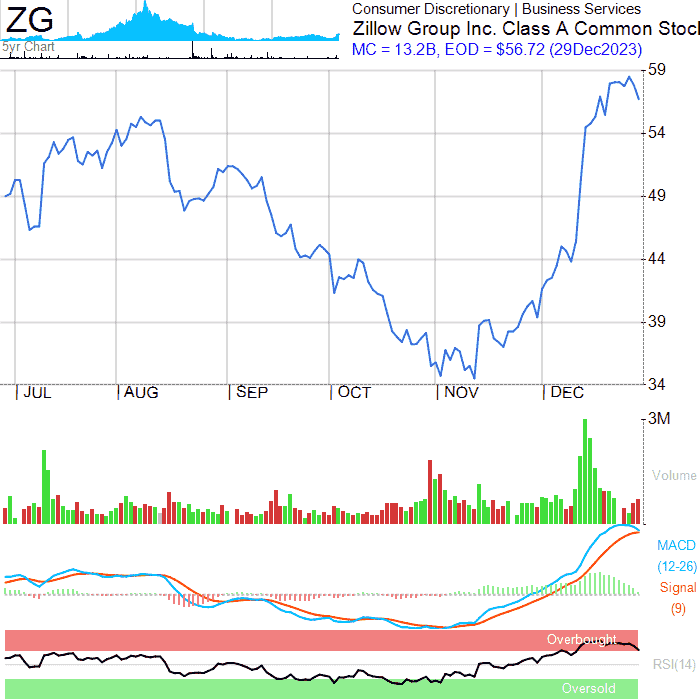 ZG
5yr Chart
Consumer Discretionary | Business Services
Zillow Group Inc. Class A Common Stoc
MC = 13.2B, EOD = $56.72 (29Dec2023)
59
54
49
44
39
34
JUL AUG SEP OCT NOV DEC
3M
Volume
MACD
(12-26)
Signal
(9)
Overbought
RSI(14)
Oversold